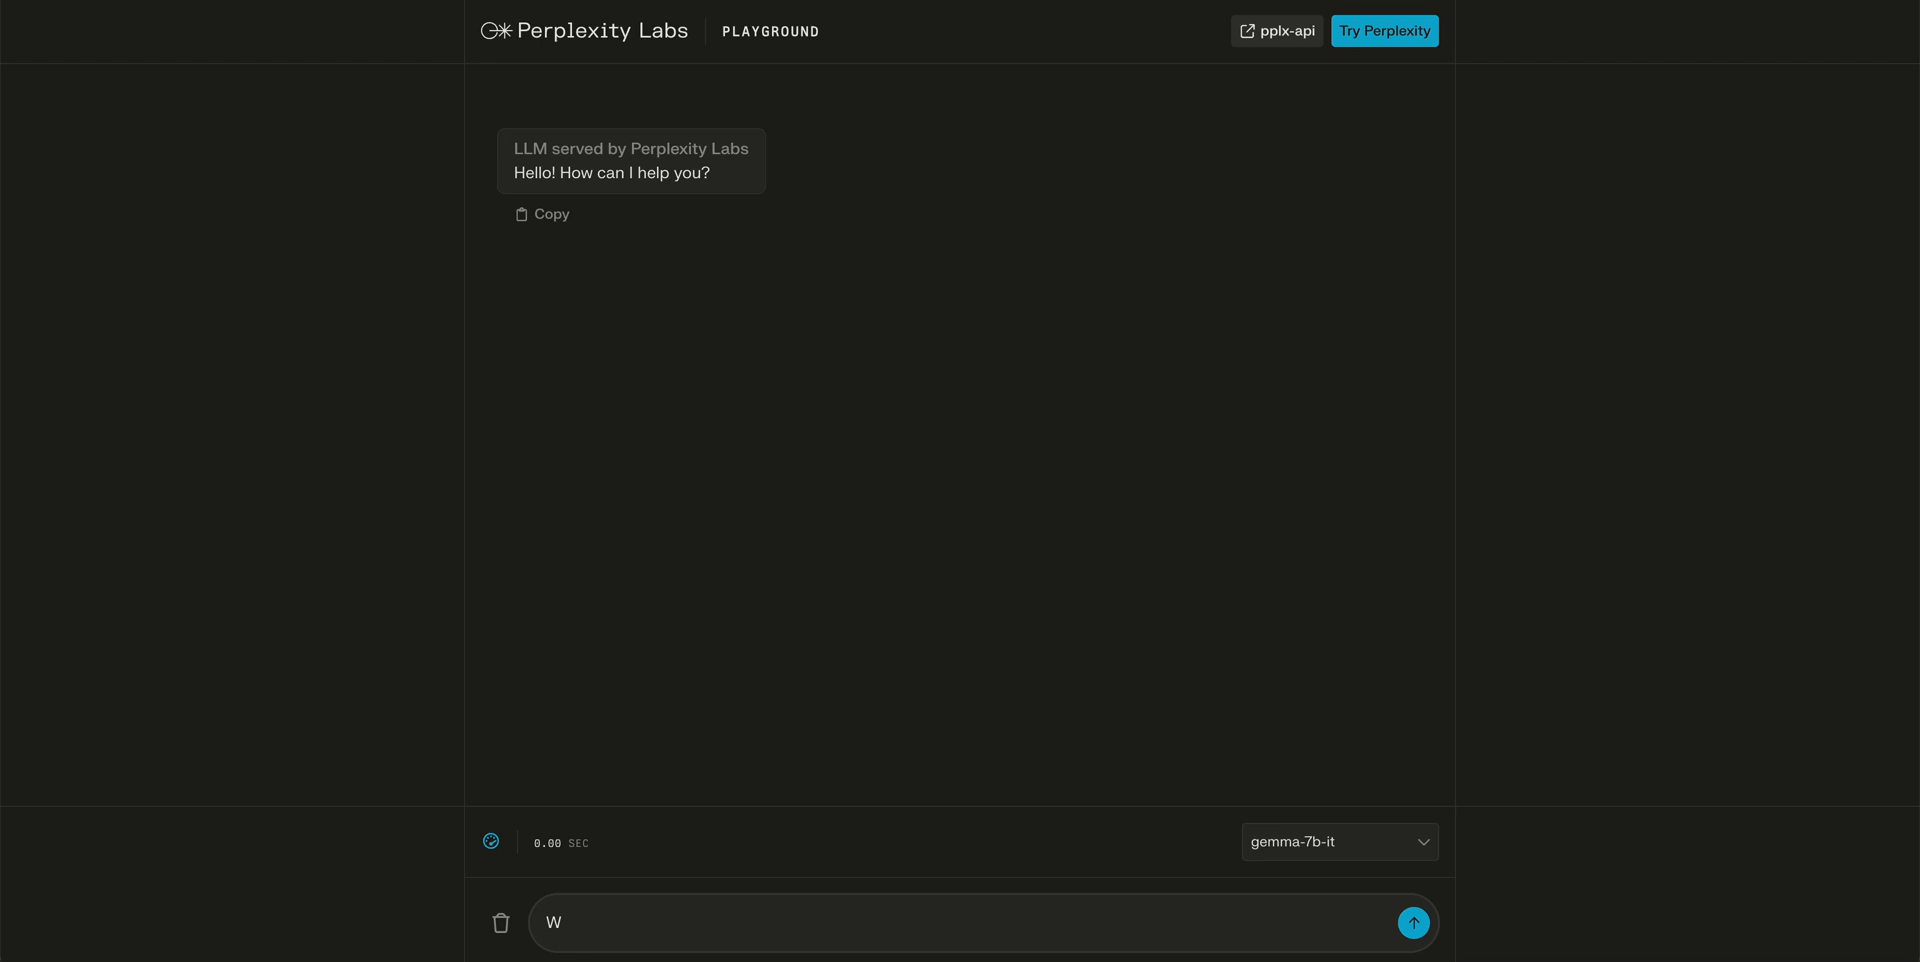 Perplexity Labs PLAYGROUND pplx-api Try Perplexity
LLM served by Perplexity Labs
Hello! How can I help you?
Copy
0.00 SEC gemma-7b-it
W